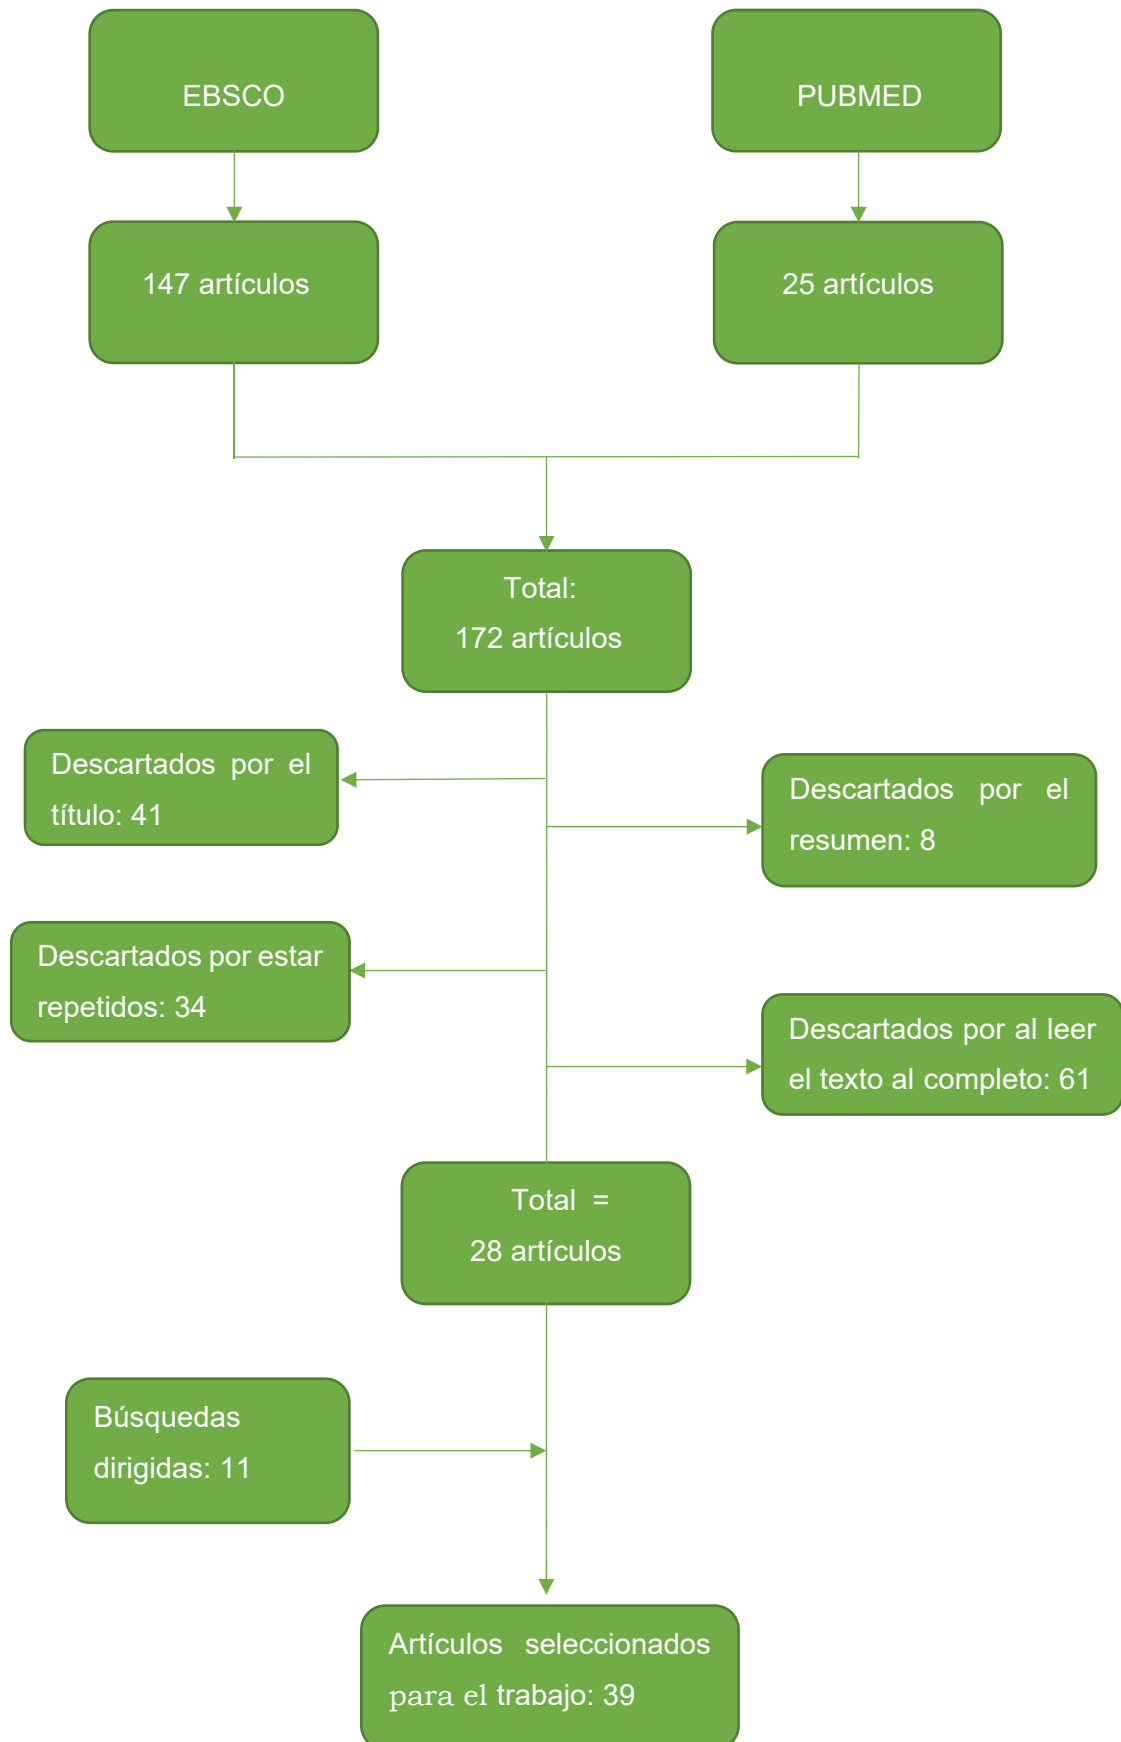 EBSCO
PUBMED
147 artículos
25 artículos
Total:
172 artículos
Descartados por el
título: 41
Descartados por el
resumen: 8
Descartados por estar
repetidos: 34
Descartados por al leer
el texto al completo: 61
Total =
28 artículos
Búsquedas
dirigidas: 11
Artículos seleccionados
para el trabajo: 39